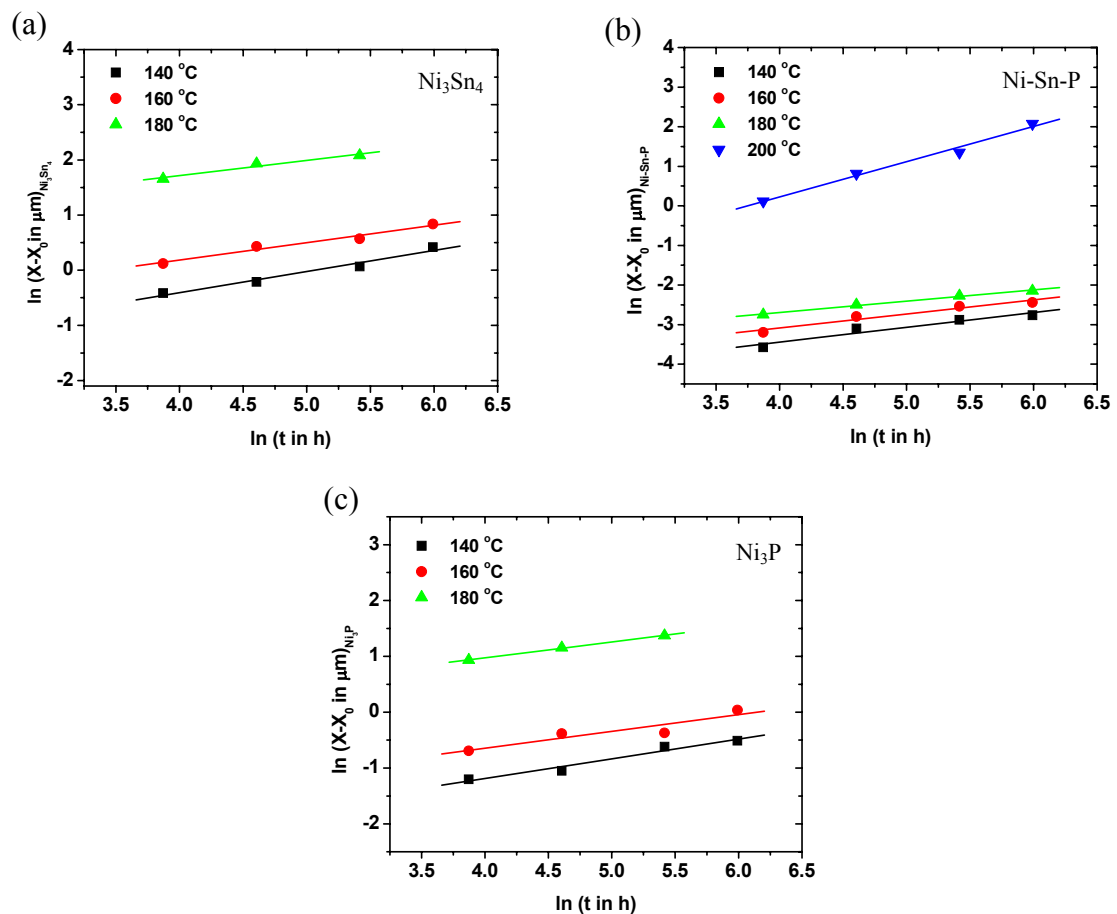 (a)
4
3
2
1
0
-1
-2
3.5 4.0 4.5 5.0 5.5 6.0 6.5
ln (t in h)
ln (X-X₀ in μm)Ni₃Sn₄
140 °C
160 °C
180 °C
Ni₃Sn₄
(b)
4
3
2
1
0
-1
-2
-3
-4
3.0 3.5 4.0 4.5 5.0 5.5 6.0 6.5
ln (t in h)
ln (X-X₀ in μm)Ni-Sn-P
140 °C
160 °C
180 °C
200 °C
Ni-Sn-P
(c)
3
2
1
0
-1
-2
3.5 4.0 4.5 5.0 5.5 6.0 6.5
ln (t in h)
ln (X-X₀ in μm)Ni₃P
140 °C
160 °C
180 °C
Ni₃P